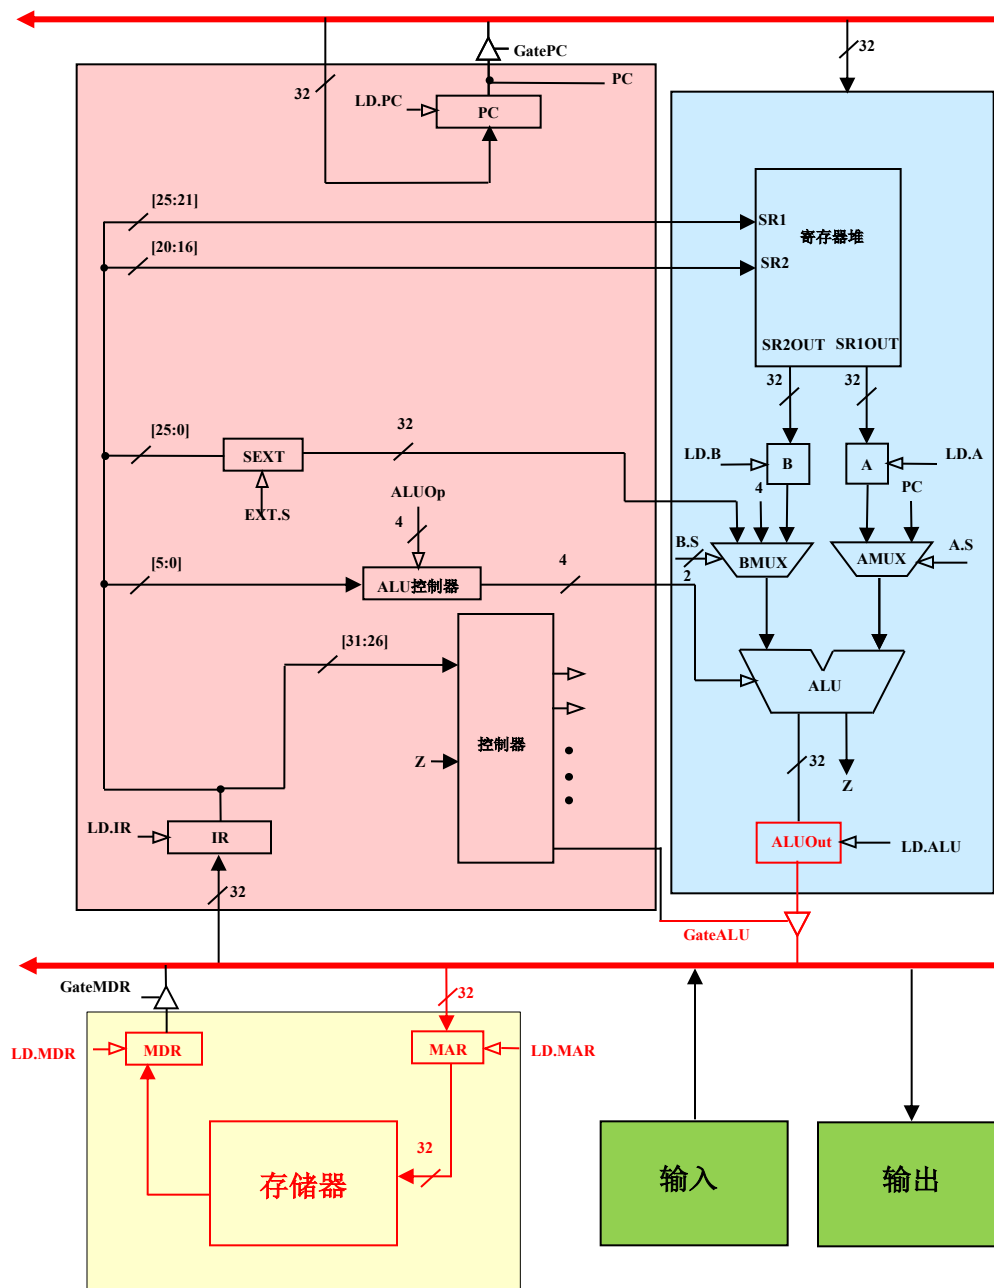 GatePC
32
32
PC
LD.PC
PC
[25:21]
SR1
寄存器堆
[20:16]
SR2
SR2OUT
SR1OUT
32
32
[25:0]
32
SEXT
LD.B
B
A
LD.A
EXT.S
ALUOp
4
4
PC
B.S
2
BMUX
AMUX
A.S
[5:0]
ALU控制器
4
[31:26]
ALU
控制器
Z
32
Z
LD.IR
IR
ALUOut
LD.ALU
32
GateALU
GateMDR
32
LD.MDR
MDR
MAR
LD.MAR
32
存储器
输入
输出